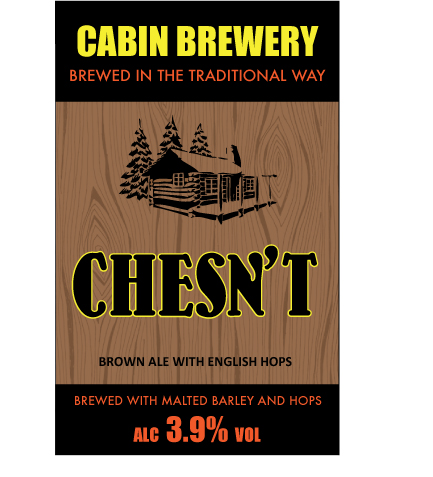 CABIN BREWERY
BREWED IN THE TRADITIONAL WAY
CHESN'T
BROWN ALE WITH ENGLISH HOPS
BREWED WITH MALTED BARLEY AND HOPS
ALC 3.9% VOL